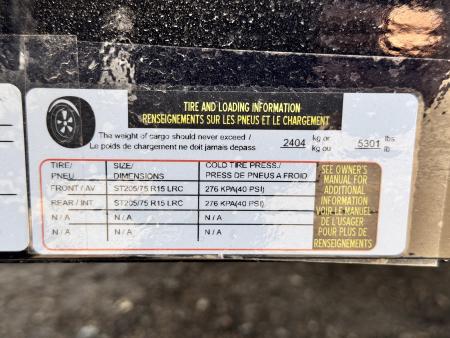 TIRE AND LOADING INFORMATION
RENSEIGNEMENTS SUR LES PNEUS ET LE CHARGEMENT
The weight of cargo should never exceed / 2404 kg or 5301 lbs
Le poids de chargement ne doit jamais depass kg ou lb
TIRE/ SIZE/ COLD TIRE PRESS./
PNEU DIMENSIONS PRESS DE PNEUS A FROID
FRONT / AV ST205/75 R15 LRC 276 KPA(40 PSI)
REAR / INT ST205/75 R15 LRC 276 KPA(40 PSI)
N / A N / A N / A
N / A N / A N / A
SEE OWNER'S
MANUAL FOR
ADDITIONAL
INFORMATION
VOIR LE MANUEL
DE L'USAGER
POUR PLUS DE
RENSEIGNEMENTS